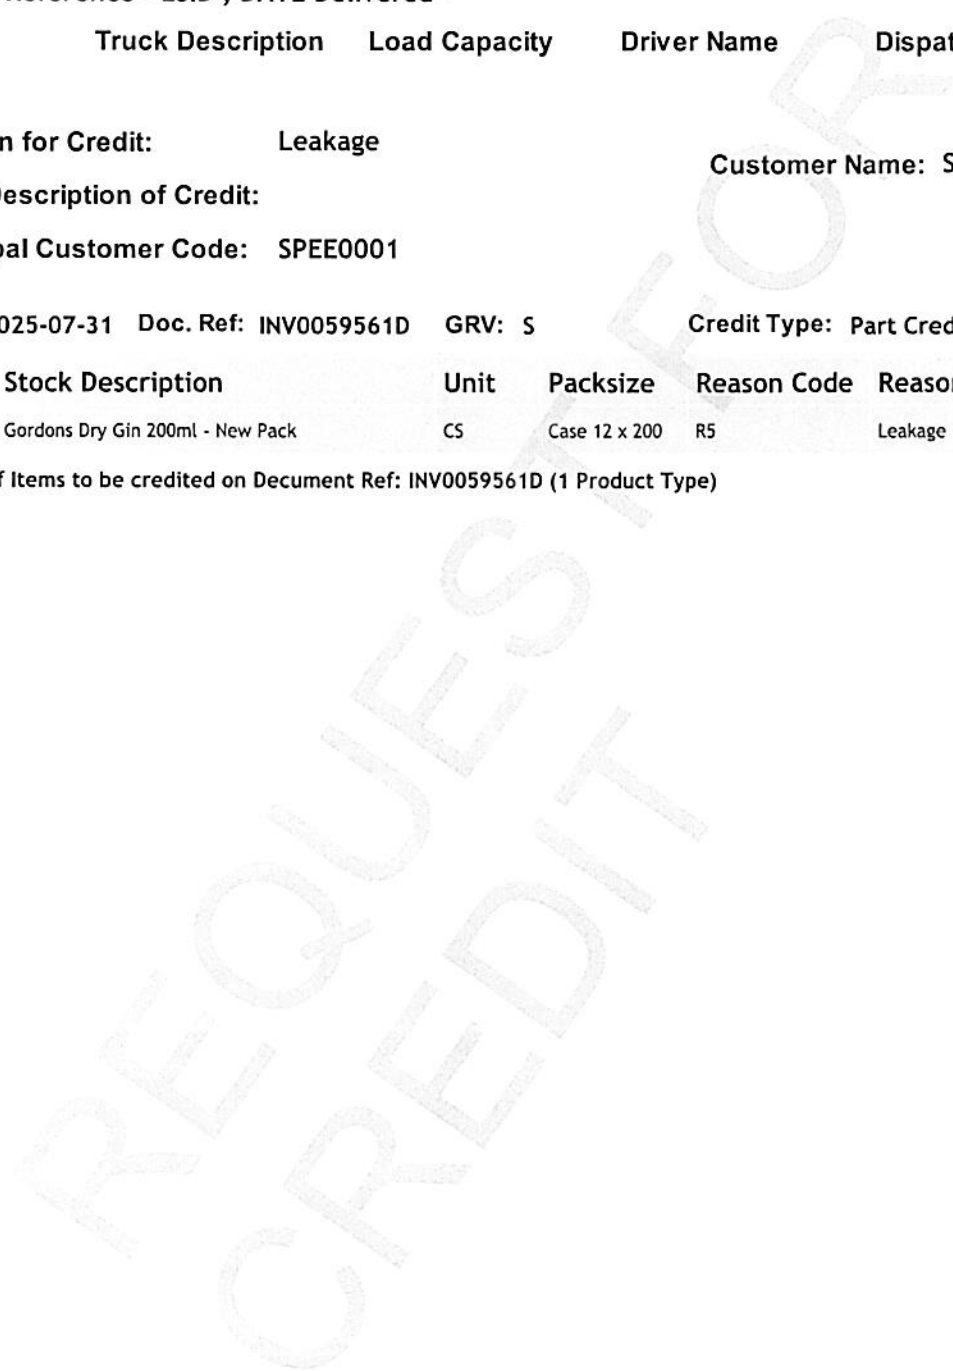 Truck Description Load Capacity Driver Name Dispat
n for Credit: Leakage
Customer Name: S
Description of Credit:
bal Customer Code: SPEE0001
025-07-31 Doc. Ref: INV0059561D GRV: S Credit Type: Part Cred
Stock Description Unit Packsize Reason Code Reason
Gordons Dry Gin 200ml - New Pack CS Case 12 x 200 R5 Leakage
f Items to be credited on Decument Ref: INV0059561D (1 Product Type)
REQUEST FOR
CREDIT